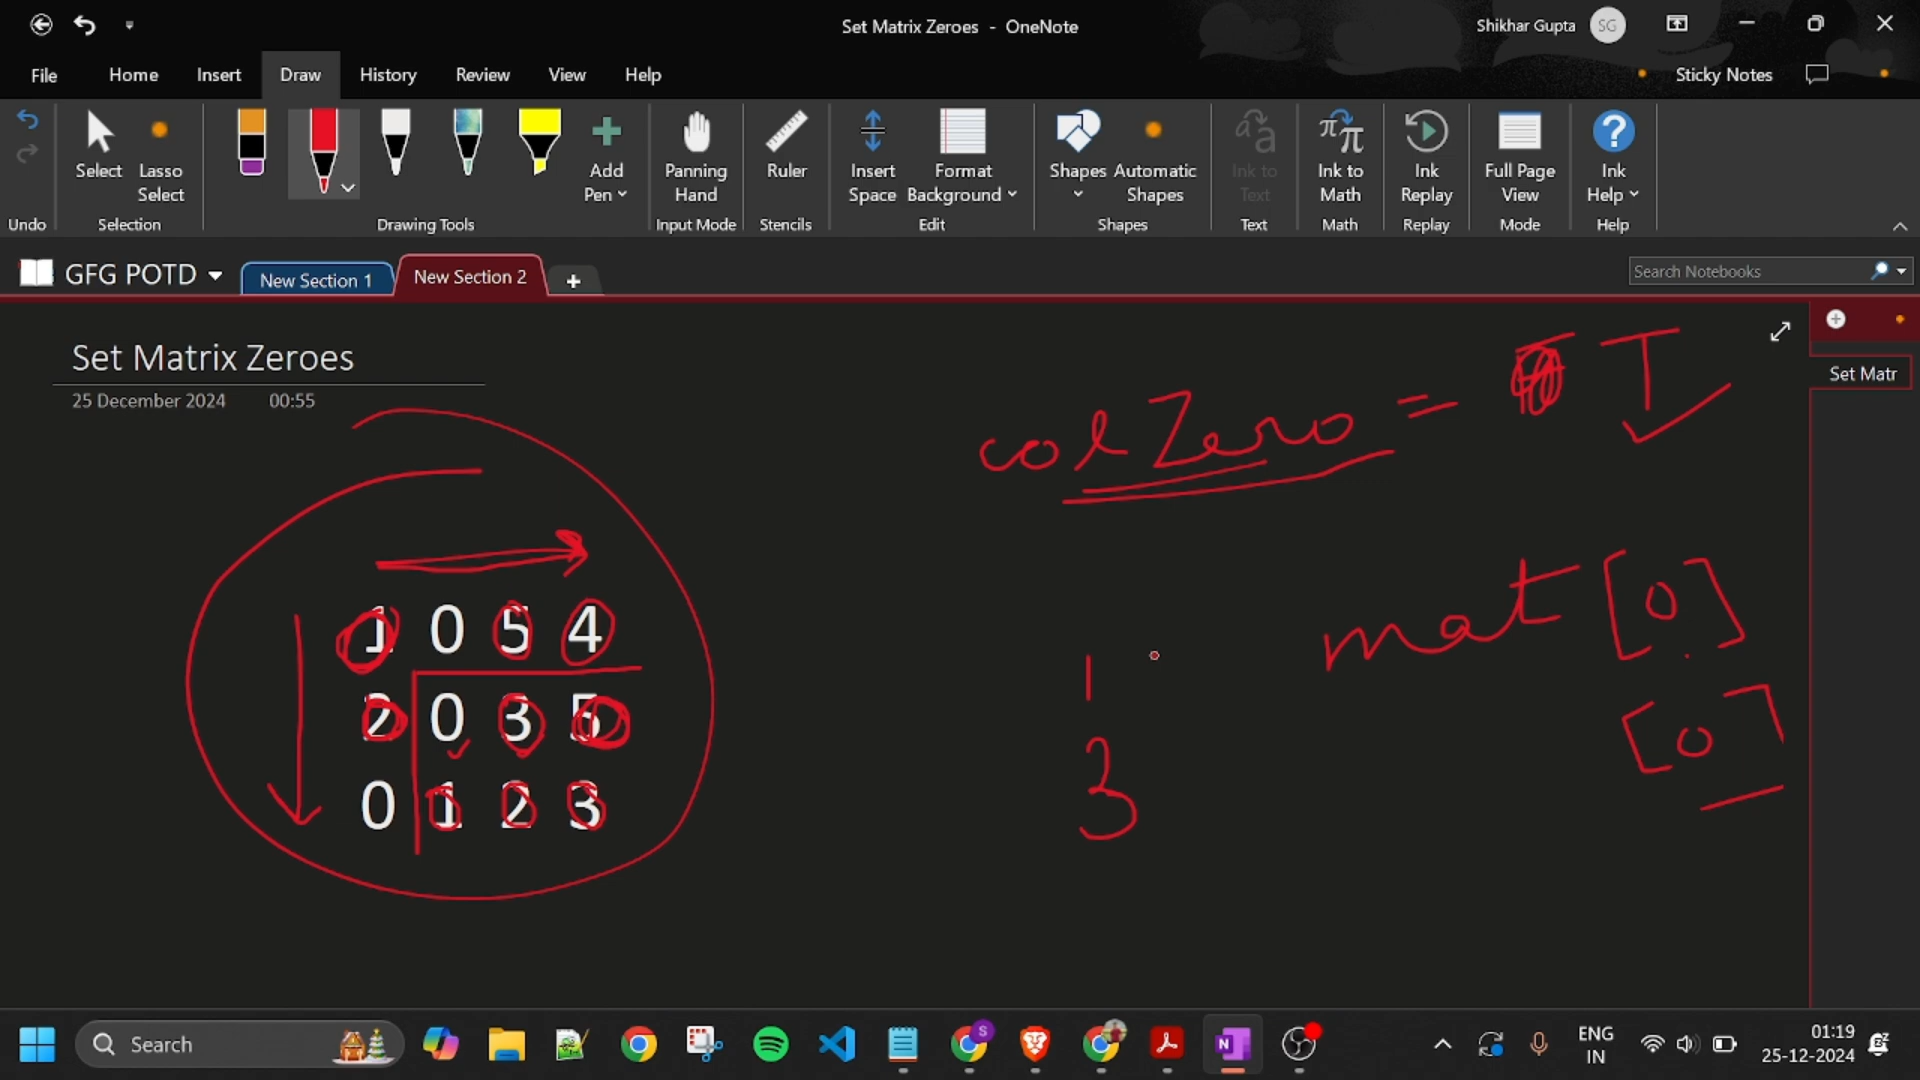 Set Matrix Zeroes - OneNote
Shikhar Gupta SG
File Home Insert Draw History Review View Help
Sticky Notes
Select
Lasso Select
Add Pen
Panning Hand
Ruler
Insert Space
Format Background
Shapes
Automatic Shapes
Ink to Text
Ink to Math
Ink Replay
Full Page View
Ink Help
Undo Selection Drawing Tools Input Mode Stencils Edit Shapes Text Math Replay Mode Help
GFG POTD New Section 1 New Section 2
Search Notebooks
Set Matrix Zeroes
Set Matr
25 December 2024 00:55
colZero = T
1 0 5 4
2 0 3 5
0 1 2 3
mat [0]
[0]
1
3
Search
S
N
ENG
IN
01:19
25-12-2024